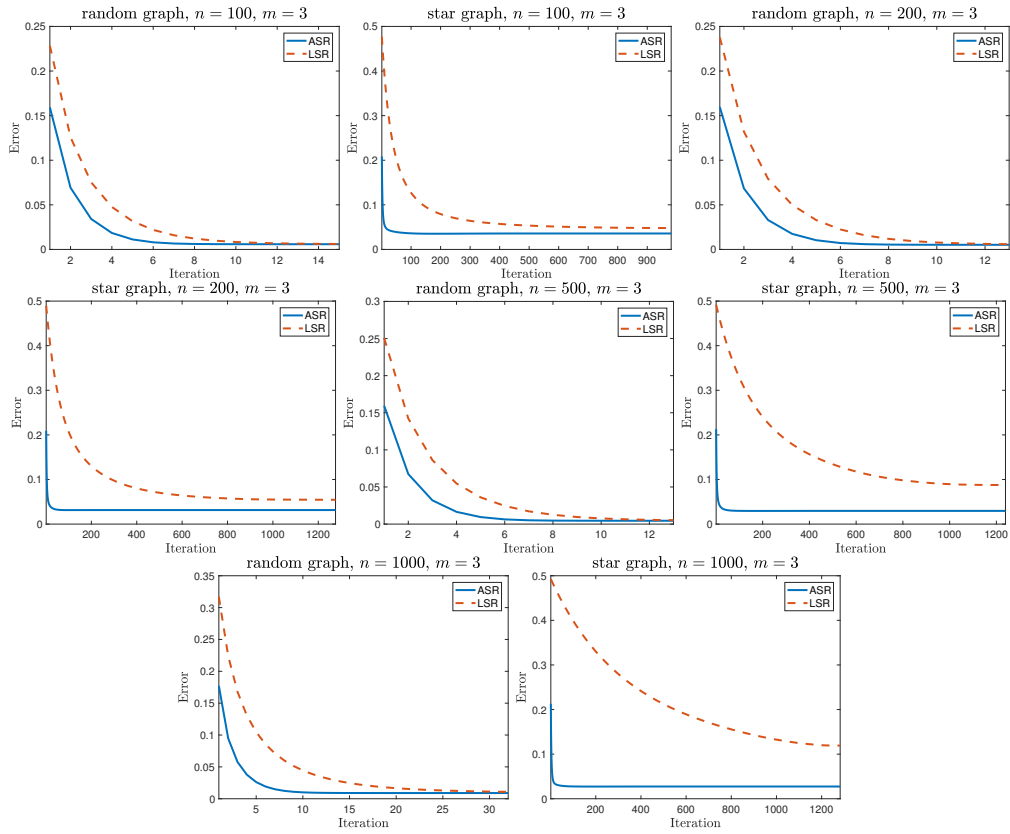 random graph, n = 100, m = 3
0.25
0.2
0.15
0.1
0.05
0
Error
ASR
LSR
2 4 6 8 10 12 14
Iteration
star graph, n = 100, m = 3
0.5
0.4
0.3
0.2
0.1
0
Error
ASR
LSR
100 200 300 400 500 600 700 800 900
Iteration
random graph, n = 200, m = 3
0.25
0.2
0.15
0.1
0.05
0
Error
ASR
LSR
2 4 6 8 10 12
Iteration
star graph, n = 200, m = 3
0.5
0.4
0.3
0.2
0.1
0
Error
ASR
LSR
200 400 600 800 1000 1200
Iteration
random graph, n = 500, m = 3
0.3
0.25
0.2
0.15
0.1
0.05
0
Error
ASR
LSR
2 4 6 8 10 12
Iteration
star graph, n = 500, m = 3
0.5
0.4
0.3
0.2
0.1
0
Error
ASR
LSR
200 400 600 800 1000 1200
Iteration
random graph, n = 1000, m = 3
0.35
0.3
0.25
0.2
0.15
0.1
0.05
0
Error
ASR
LSR
5 10 15 20 25 30
Iteration
star graph, n = 1000, m = 3
0.5
0.4
0.3
0.2
0.1
0
Error
ASR
LSR
200 400 600 800 1000 1200
Iteration